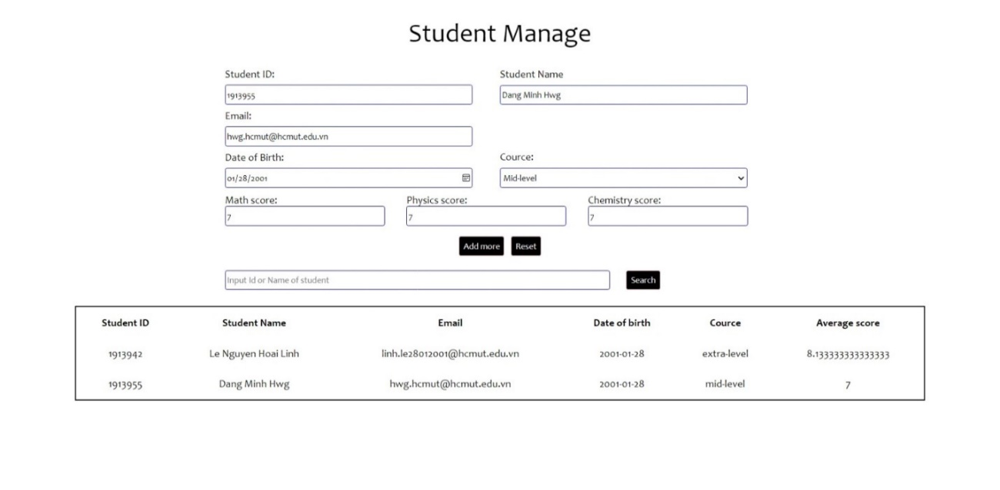 Student Manage
Student ID: Student Name
1913955 Dang Minh Hwg
Email:
hwg.hcmut@hcmut.edu.vn
Date of Birth: Cource:
01/28/2001 Mid-level
Math score: Physics score: Chemistry score:
7 7 7
Add more Reset
Input Id or Name of student Search
Student ID Student Name Email Date of birth Cource Average score
1913942 Le Nguyen Hoai Linh linh.le28012001@hcmut.edu.vn 2001-01-28 extra-level 8.133333333333333
1913955 Dang Minh Hwg hwg.hcmut@hcmut.edu.vn 2001-01-28 mid-level 7